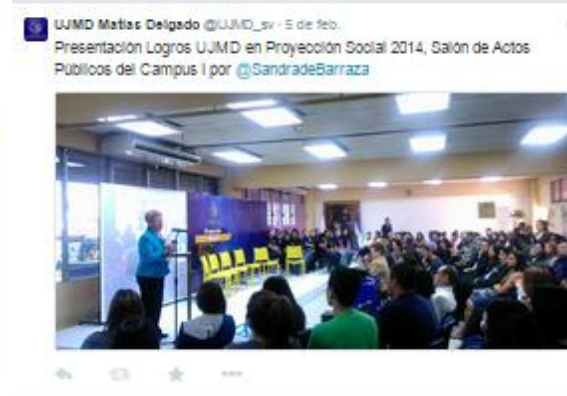 UJMD Matías Delgado @UJMD_sv · 5 de feb.
Presentación Logros UJMD en Proyección Social 2014, Salón de Actos
Públicos del Campus I por @SandradeBarraza